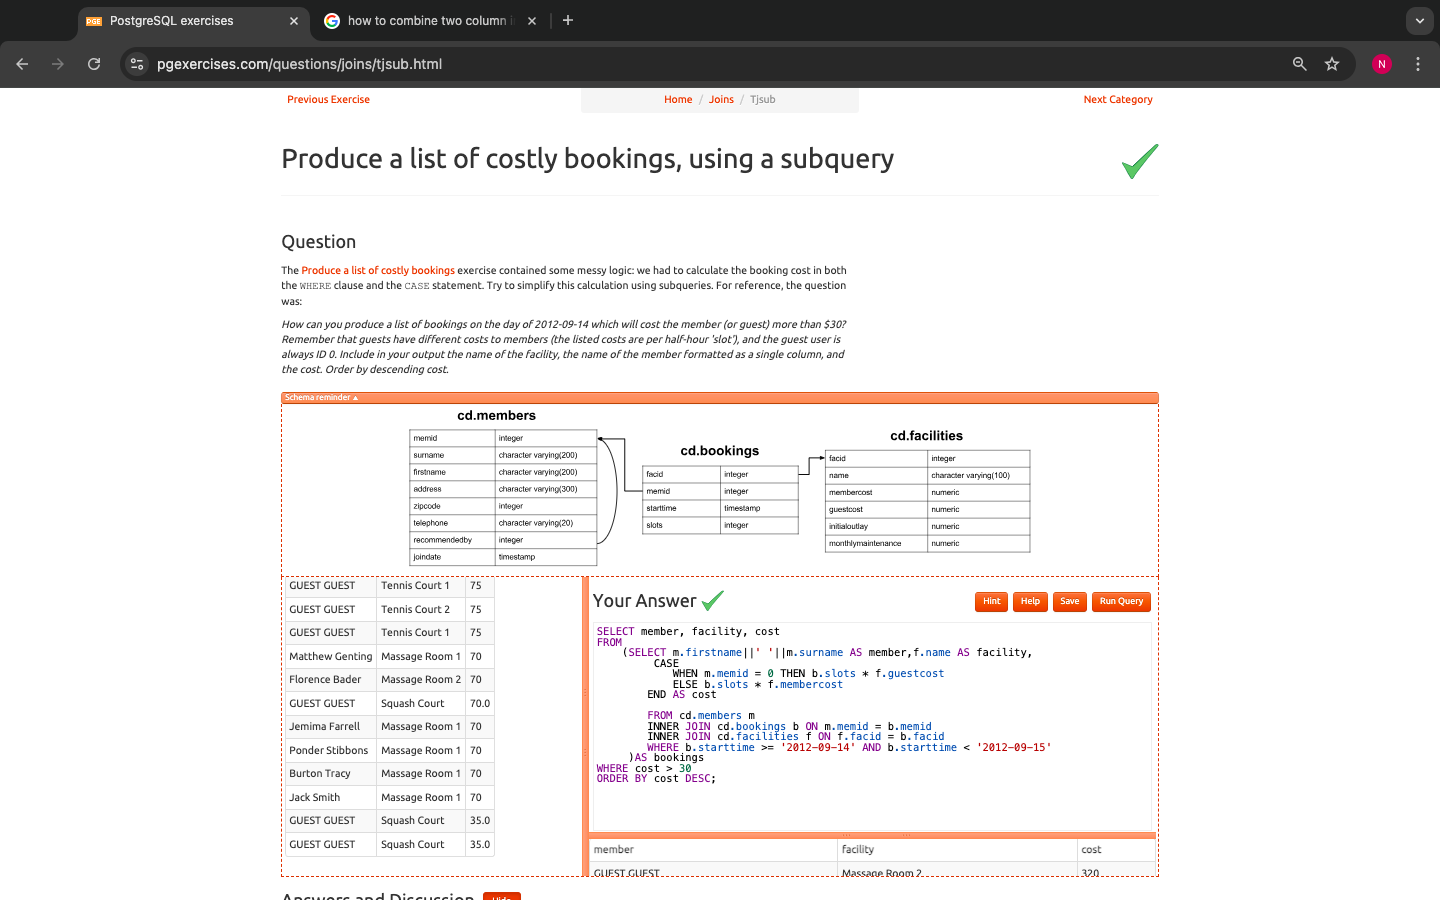 PGE PostgreSQL exercises
how to combine two column i
pgexercises.com/questions/joins/tjsub.html
N
Previous Exercise
Home / Joins / Tjsub
Next Category
Produce a list of costly bookings, using a subquery
Question
The Produce a list of costly bookings exercise contained some messy logic: we had to calculate the booking cost in both
the WHERE clause and the CASE statement. Try to simplify this calculation using subqueries. For reference, the question
was:
How can you produce a list of bookings on the day of 2012-09-14 which will cost the member (or guest) more than $30?
Remember that guests have different costs to members (the listed costs are per half-hour 'slot'), and the guest user is
always ID 0. Include in your output the name of the facility, the name of the member formatted as a single column, and
the cost. Order by descending cost.
Schema reminder
cd.members
memid integer
surname character varying(200)
firstname character varying(200)
address character varying(300)
zipcode integer
telephone character varying(20)
recommendedby integer
joindate timestamp
cd.bookings
facid integer
memid integer
starttime timestamp
slots integer
cd.facilities
facid integer
name character varying(100)
membercost numeric
guestcost numeric
initialoutlay numeric
monthlymaintenance numeric
GUEST GUEST Tennis Court 1 75
GUEST GUEST Tennis Court 2 75
GUEST GUEST Tennis Court 1 75
Matthew Genting Massage Room 1 70
Florence Bader Massage Room 2 70
GUEST GUEST Squash Court 70.0
Jemima Farrell Massage Room 1 70
Ponder Stibbons Massage Room 1 70
Burton Tracy Massage Room 1 70
Jack Smith Massage Room 1 70
GUEST GUEST Squash Court 35.0
GUEST GUEST Squash Court 35.0
Your Answer
Hint Help Save Run Query
SELECT member, facility, cost
FROM
(SELECT m.firstname||' '||m.surname AS member,f.name AS facility,
CASE
WHEN m.memid = 0 THEN b.slots * f.guestcost
ELSE b.slots * f.membercost
END AS cost
FROM cd.members m
INNER JOIN cd.bookings b ON m.memid = b.memid
INNER JOIN cd.facilities f ON f.facid = b.facid
WHERE b.starttime >= '2012-09-14' AND b.starttime < '2012-09-15'
)AS bookings
WHERE cost > 30
ORDER BY cost DESC;
member facility cost
GUEST GUEST Massage Room 2 320
Answers and Discussion Hide